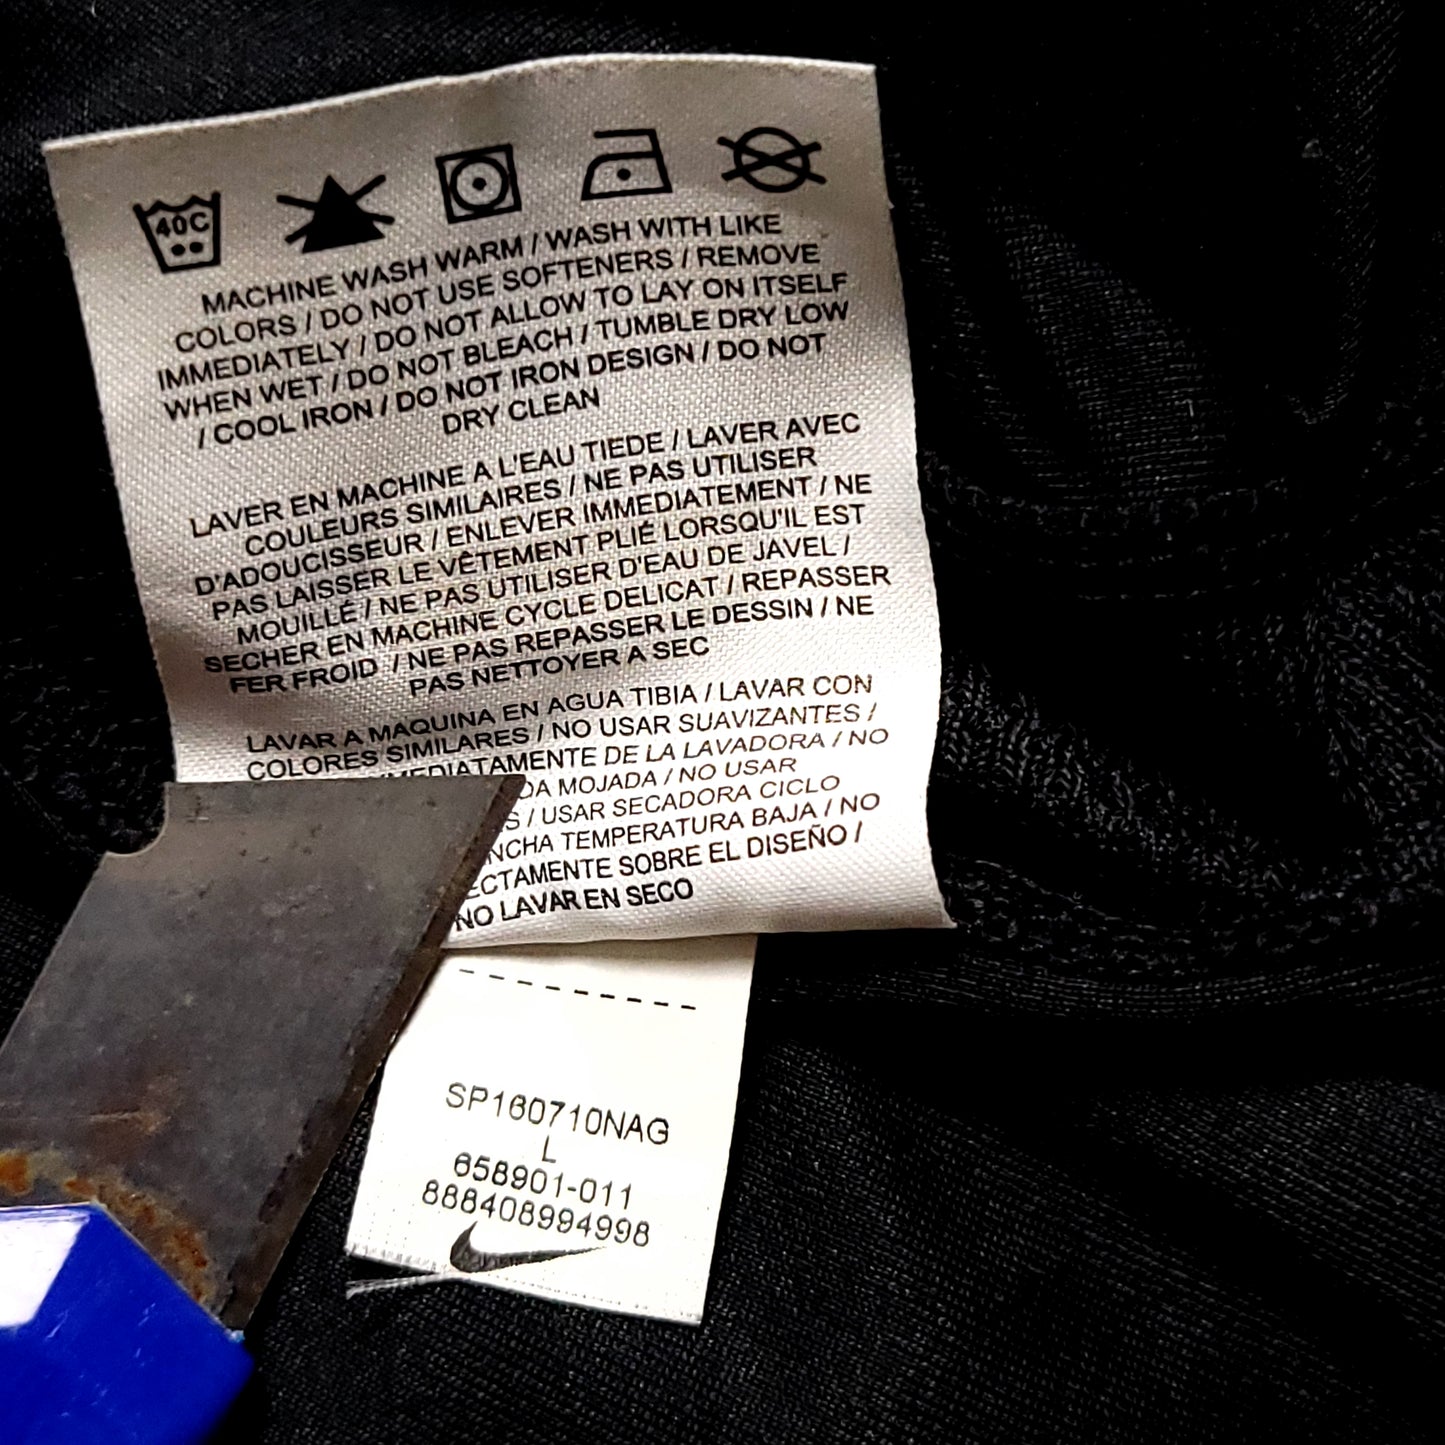 40C
MACHINE WASH WARM / WASH WITH LIKE
COLORS / DO NOT USE SOFTENERS / REMOVE
IMMEDIATELY / DO NOT ALLOW TO LAY ON ITSELF
WHEN WET / DO NOT BLEACH / TUMBLE DRY LOW
/ COOL IRON / DO NOT IRON DESIGN / DO NOT
DRY CLEAN
LAVER EN MACHINE A L'EAU TIEDE / LAVER AVEC
COULEURS SIMILAIRES / NE PAS UTILISER
D'ADOUCISSEUR / ENLEVER IMMEDIATEMENT / NE
PAS LAISSER LE VÊTEMENT PLIÉ LORSQU'IL EST
MOUILLÉ / NE PAS UTILISER D'EAU DE JAVEL /
SECHER EN MACHINE CYCLE DELICAT / REPASSER
FER FROID / NE PAS REPASSER LE DESSIN / NE
PAS NETTOYER A SEC
LAVAR A MAQUINA EN AGUA TIBIA / LAVAR CON
COLORES SIMILARES / NO USAR SUAVIZANTES /
DE LA LAVADORA / NO
MOJADA / NO USAR
/ USAR SECADORA CICLO
TEMPERATURA BAJA / NO
SOBRE EL DISEÑO /
NO LAVAR EN SECO
SP160710NAG
L
658901-011
888408994998